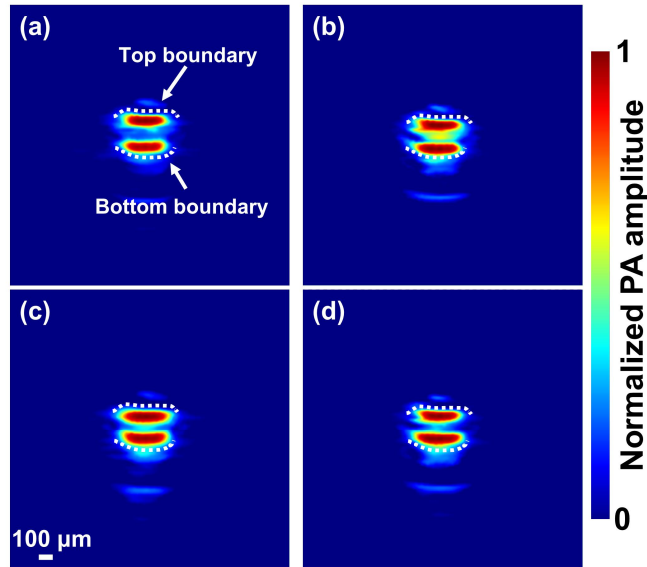 (a)
Top boundary
Bottom boundary
(b)
(c)
100 μm
(d)
1
Normalized PA amplitude
0